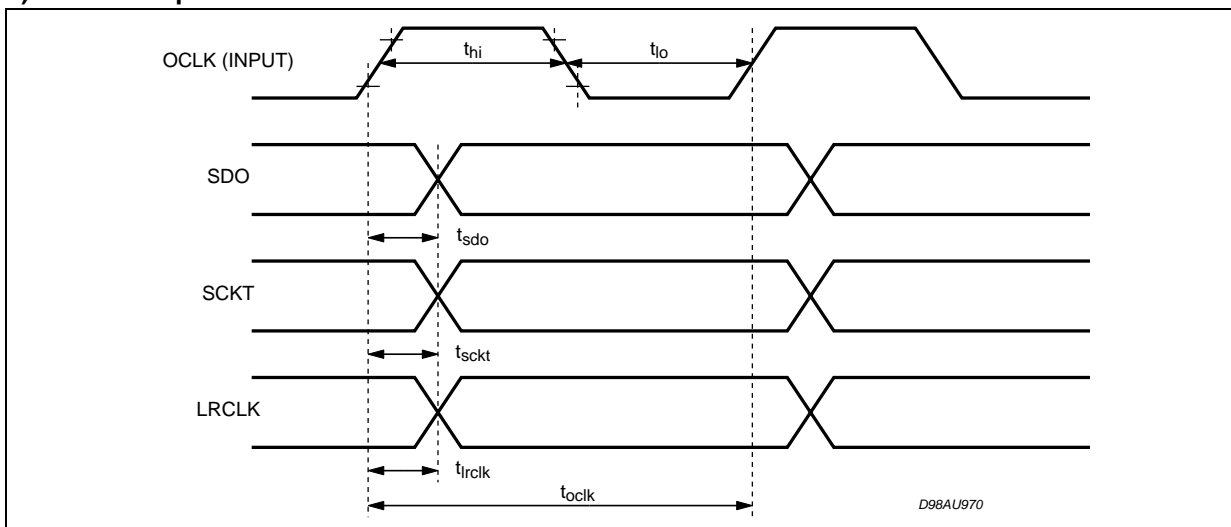 OCLK (INPUT)
thi
tlo
SDO
tsdo
SCKT
tsckt
LRCLK
tlrclk
toclk
D98AU970